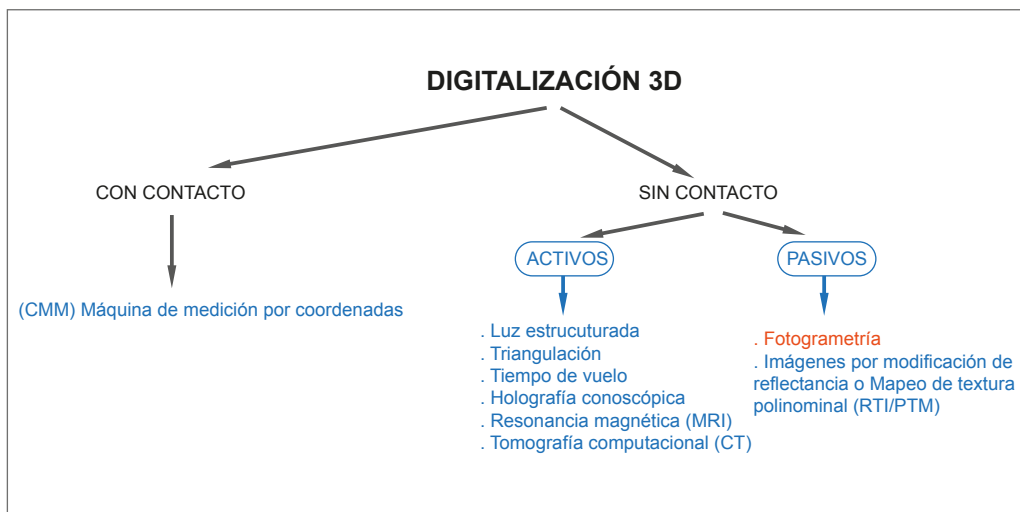 DIGITALIZACIÓN 3D
CON CONTACTO
SIN CONTACTO
ACTIVOS
PASIVOS
(CMM) Máquina de medición por coordenadas
. Luz estrucuturada
. Triangulación
. Tiempo de vuelo
. Holografía conoscópica
. Resonancia magnética (MRI)
. Tomografía computacional (CT)
. Fotogrametría
. Imágenes por modificación de
reflectancia o Mapeo de textura
polinominal (RTI/PTM)